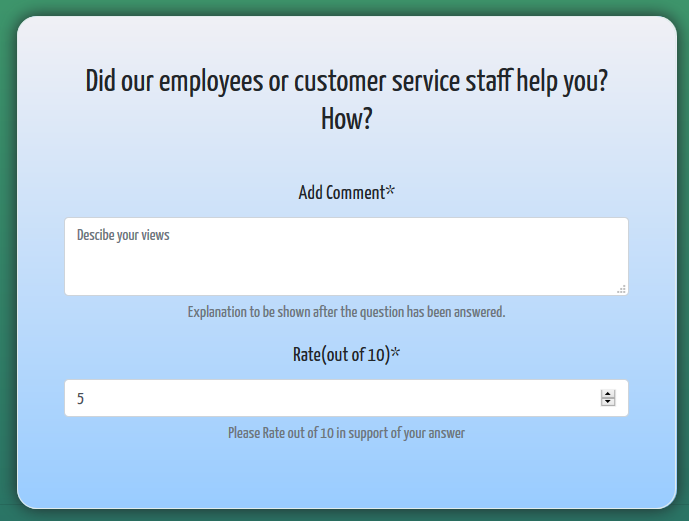 Did our employees or customer service staff help you?
How?
Add Comment*
Descibe your views
Explanation to be shown after the question has been answered.
Rate(out of 10)*
5
Please Rate out of 10 in support of your answer